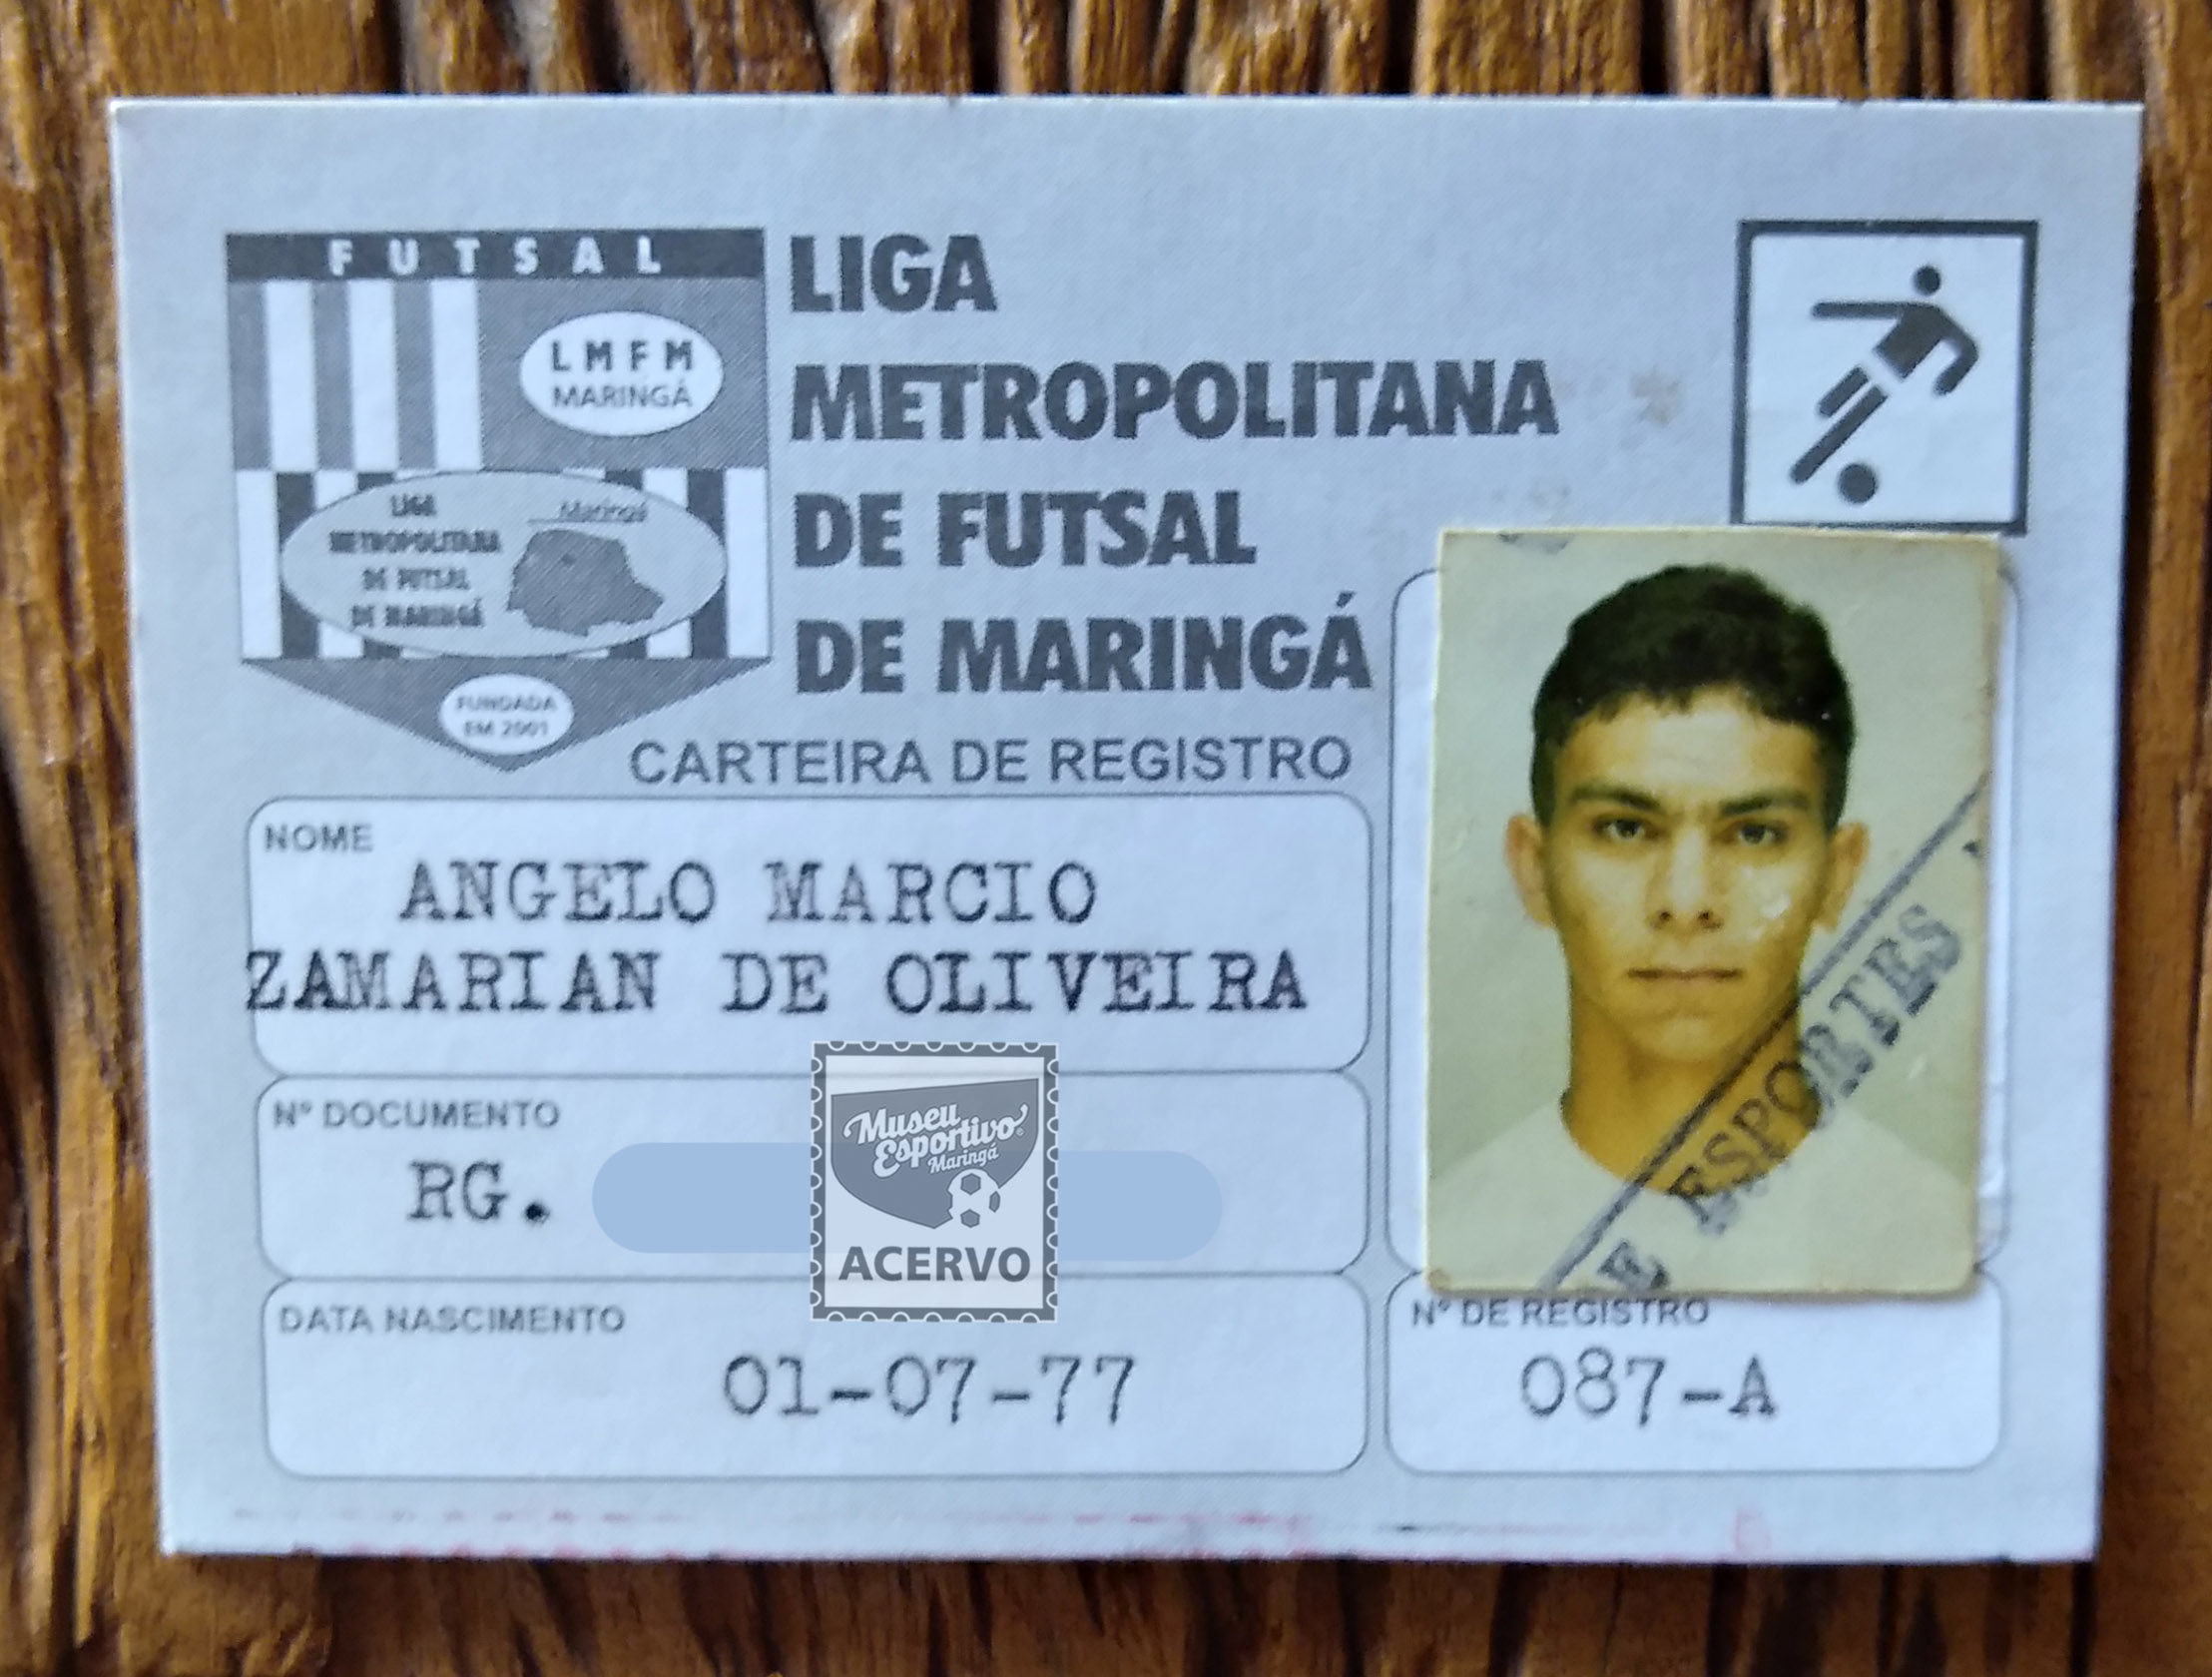 FUTSAL
LMFM
MARINGÁ
LIGA
METROPOLITANA
DE FUTSAL
DE MARINGÁ
Maringá
FUNDADA
EM 2001
LIGA
METROPOLITANA
DE FUTSAL
DE MARINGÁ
CARTEIRA DE REGISTRO
NOME
ANGELO MARCIO
ZAMARIAN DE OLIVEIRA
Nº DOCUMENTO
RG.
Museu
Esportivo
Maringá
ACERVO
DATA NASCIMENTO
01-07-77
E ESPORTES
Nº DE REGISTRO
087-A